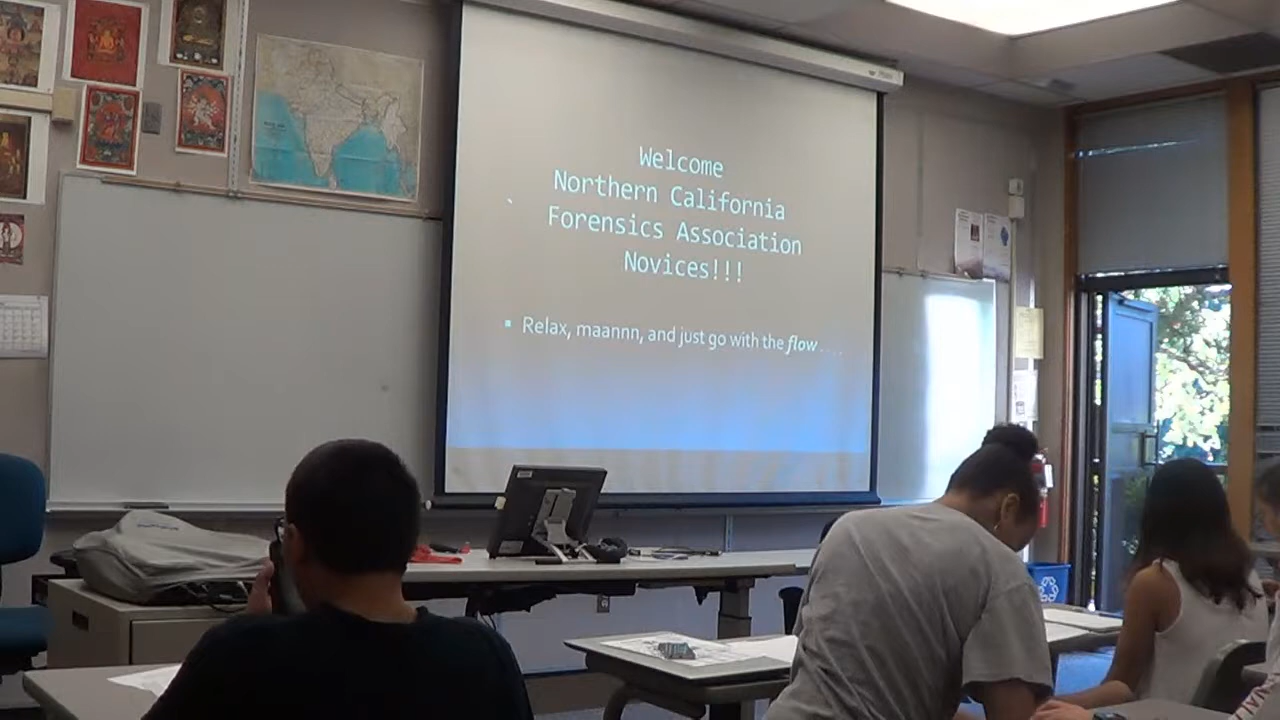 Welcome
Northern California
Forensics Association
Novices!!!
Relax, maannn, and just go with the flow ....